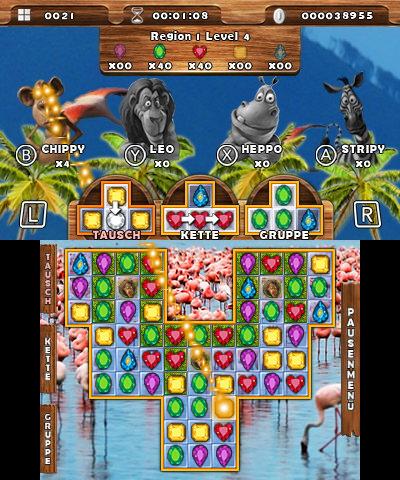 0021 00:01:08 000038955
Region 1 Level 4
x00 x40 x40 x00 x00
B CHIPPY x4
Y LEO x0
X HEPPO x0
A STRIPY x0
L R
TAUSCH KETTE GRUPPE
TAUSCH
KETTE
GRUPPE
PAUSENMENU